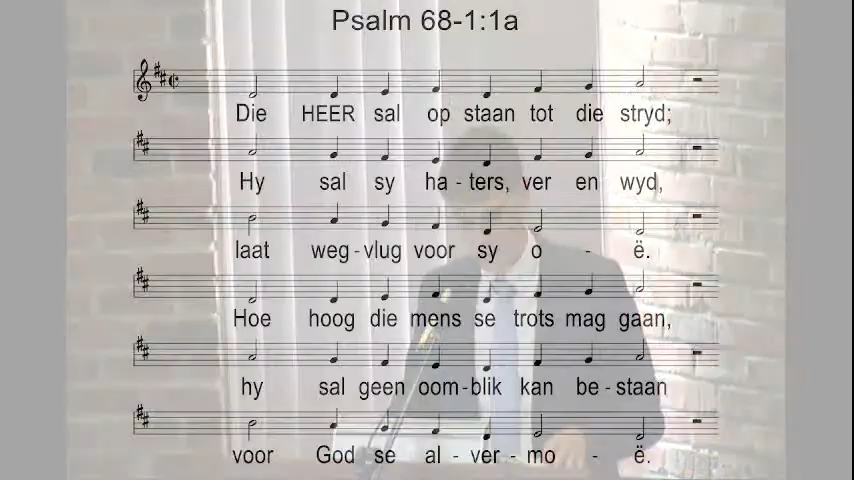 Psalm 68-1:1a
Die HEER sal op staan tot die stryd;
Hy sal sy ha - ters, ver en wyd,
laat weg - vlug voor sy o - ë.
Hoe hoog die mens se trots mag gaan,
hy sal geen oom - blik kan be - staan
voor God se al - ver - mo - ë.